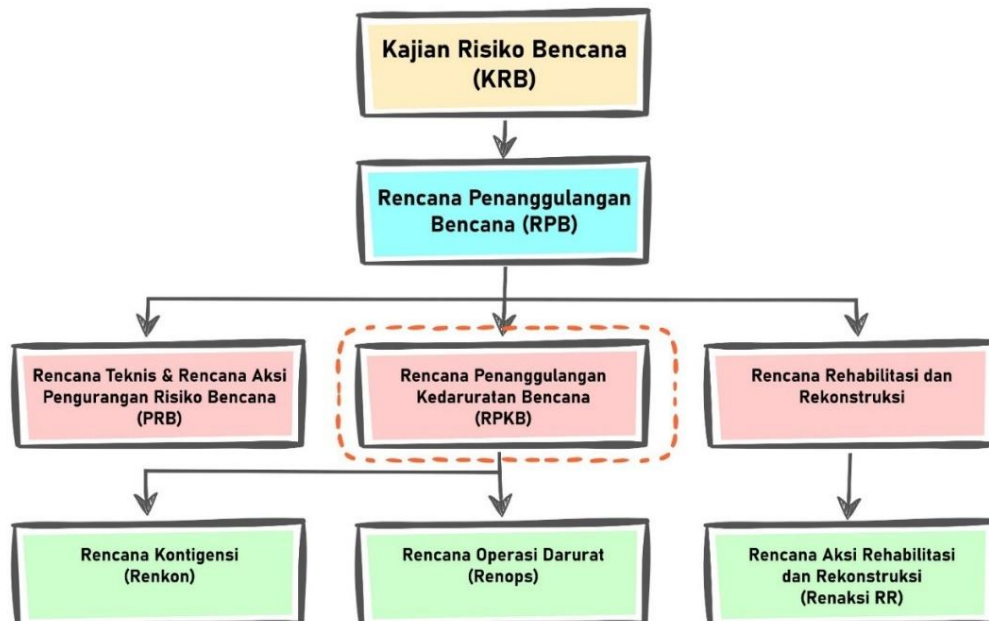 Kajian Risiko Bencana
(KRB)
Rencana Penanggulangan
Bencana (RPB)
Rencana Teknis & Rencana Aksi
Pengurangan Risiko Bencana
(PRB)
Rencana Penanggulangan
Kedaruratan Bencana
(RPKB)
Rencana Rehabilitasi dan
Rekonstruksi
Rencana Kontigensi
(Renkon)
Rencana Operasi Darurat
(Renops)
Rencana Aksi Rehabilitasi
dan Rekonstruksi
(Renaksi RR)